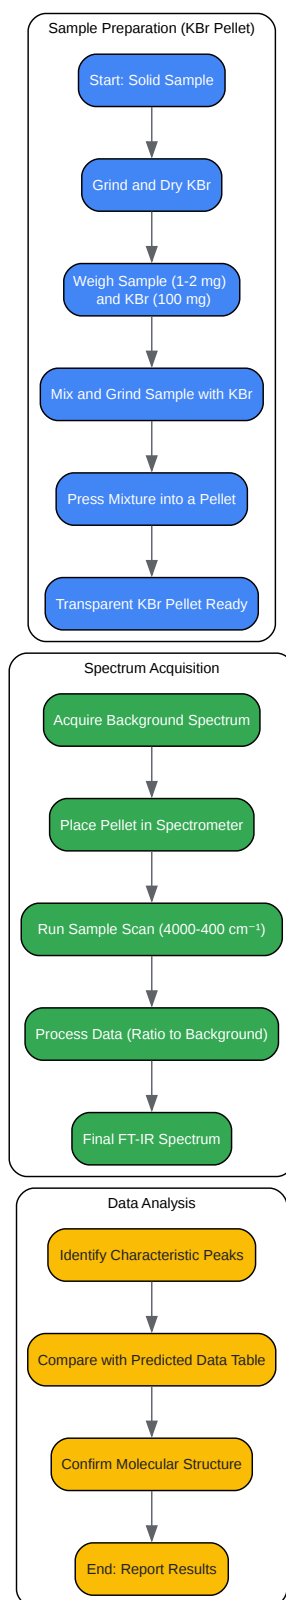 Sample Preparation (KBr Pellet)
Start: Solid Sample
Grind and Dry KBr
Weigh Sample (1-2 mg)
and KBr (100 mg)
Mix and Grind Sample with KBr
Press Mixture into a Pellet
Transparent KBr Pellet Ready
Spectrum Acquisition
Acquire Background Spectrum
Place Pellet in Spectrometer
Run Sample Scan (4000-400 cm⁻¹)
Process Data (Ratio to Background)
Final FT-IR Spectrum
Data Analysis
Identify Characteristic Peaks
Compare with Predicted Data Table
Confirm Molecular Structure
End: Report Results